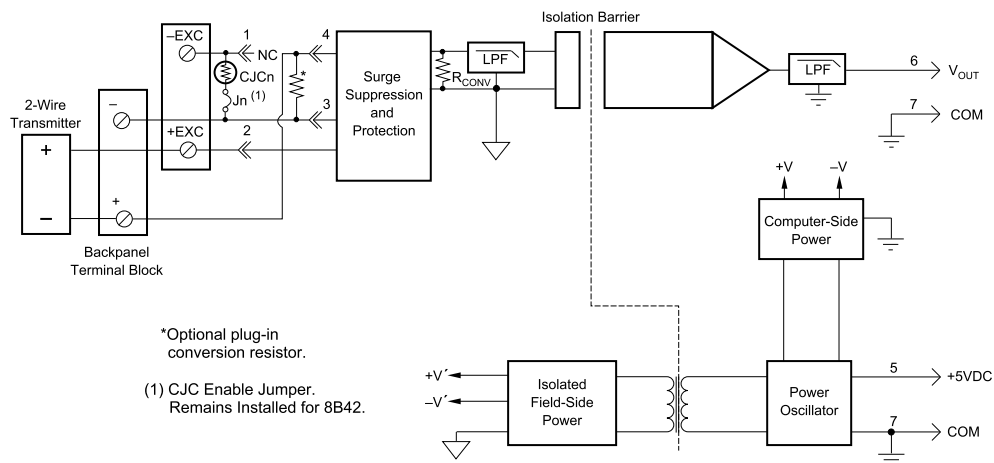 Isolation Barrier
–EXC
1
NC
4
CJCn
Jn (1)
*
3
+EXC
2
Surge
Suppression
and
Protection
LPF
RCONV
LPF
6
VOUT
7
COM
2-Wire
Transmitter
+
–
–
+
Backpanel
Terminal Block
+V
–V
Computer-Side
Power
*Optional plug-in
conversion resistor.
(1) CJC Enable Jumper.
Remains Installed for 8B42.
+V´
–V´
Isolated
Field-Side
Power
Power
Oscillator
5
+5VDC
7
COM